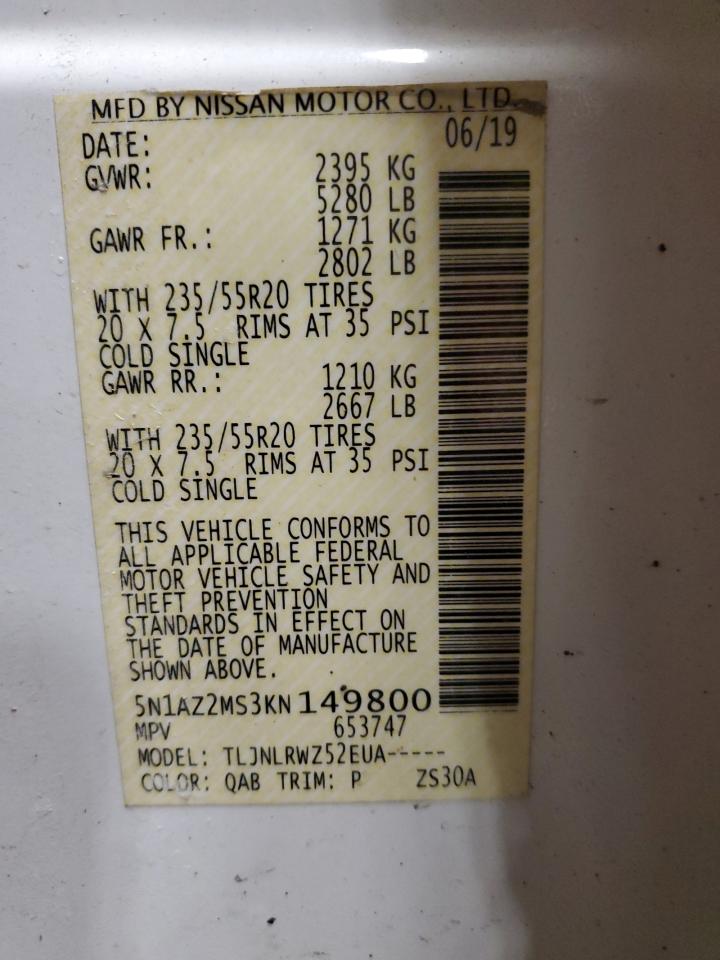 MFD BY NISSAN MOTOR CO., LTD.
DATE: 06/19
GVWR: 2395 KG
5280 LB
GAWR FR.: 1271 KG
2802 LB
WITH 235/55R20 TIRES
20 X 7.5 RIMS AT 35 PSI
COLD SINGLE
GAWR RR.: 1210 KG
2667 LB
WITH 235/55R20 TIRES
20 X 7.5 RIMS AT 35 PSI
COLD SINGLE
THIS VEHICLE CONFORMS TO
ALL APPLICABLE FEDERAL
MOTOR VEHICLE SAFETY AND
THEFT PREVENTION
STANDARDS IN EFFECT ON
THE DATE OF MANUFACTURE
SHOWN ABOVE.
5N1AZ2MS3KN149800
MPV 653747
MODEL: TLJNLRWZ52EUA-----
COLOR: QAB TRIM: P ZS30A